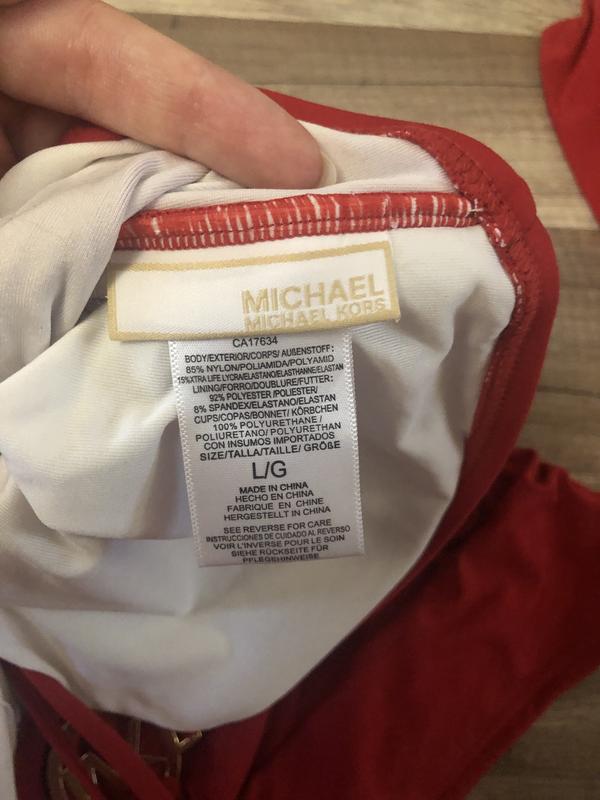 MICHAEL
MICHAEL KORS
CA17634
BODY/EXTERIOR/CORPS/ AUßENSTOFF:
85% NYLON/POLIAMIDA/POLYAMID
15%XTRA LIFE LYCRA/ELASTANO/ELASTHANNE/ELASTAN
LINING/FORRO/DOUBLURE/FUTTER:
92% POLYESTER /POLIESTER/
8% SPANDEX/ELASTANO/ELASTAN
CUPS/COPAS/BONNET/ KÖRBCHEN
100% POLYURETHANE/
POLIURETANO/ POLYURETHAN
CON INSUMOS IMPORTADOS
SIZE/TALLA/TAILLE/ GRÖßE
L/G
MADE IN CHINA
HECHO EN CHINA
FABRIQUE EN CHINE
HERGESTELLT IN CHINA
SEE REVERSE FOR CARE
INSTRUCCIONES DE CUIDADO AL REVERSO
VOIR L'INVERSE POUR LE SOIN
SIEHE RÜCKSEITE FÜR
PFLEGEHINWEISE